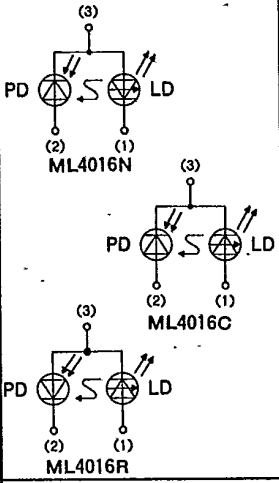 (3)
PD LD
(2) (1)
ML4016N
(3)
PD LD
(2) (1)
ML4016C
(3)
PD LD
(2) (1)
ML4016R